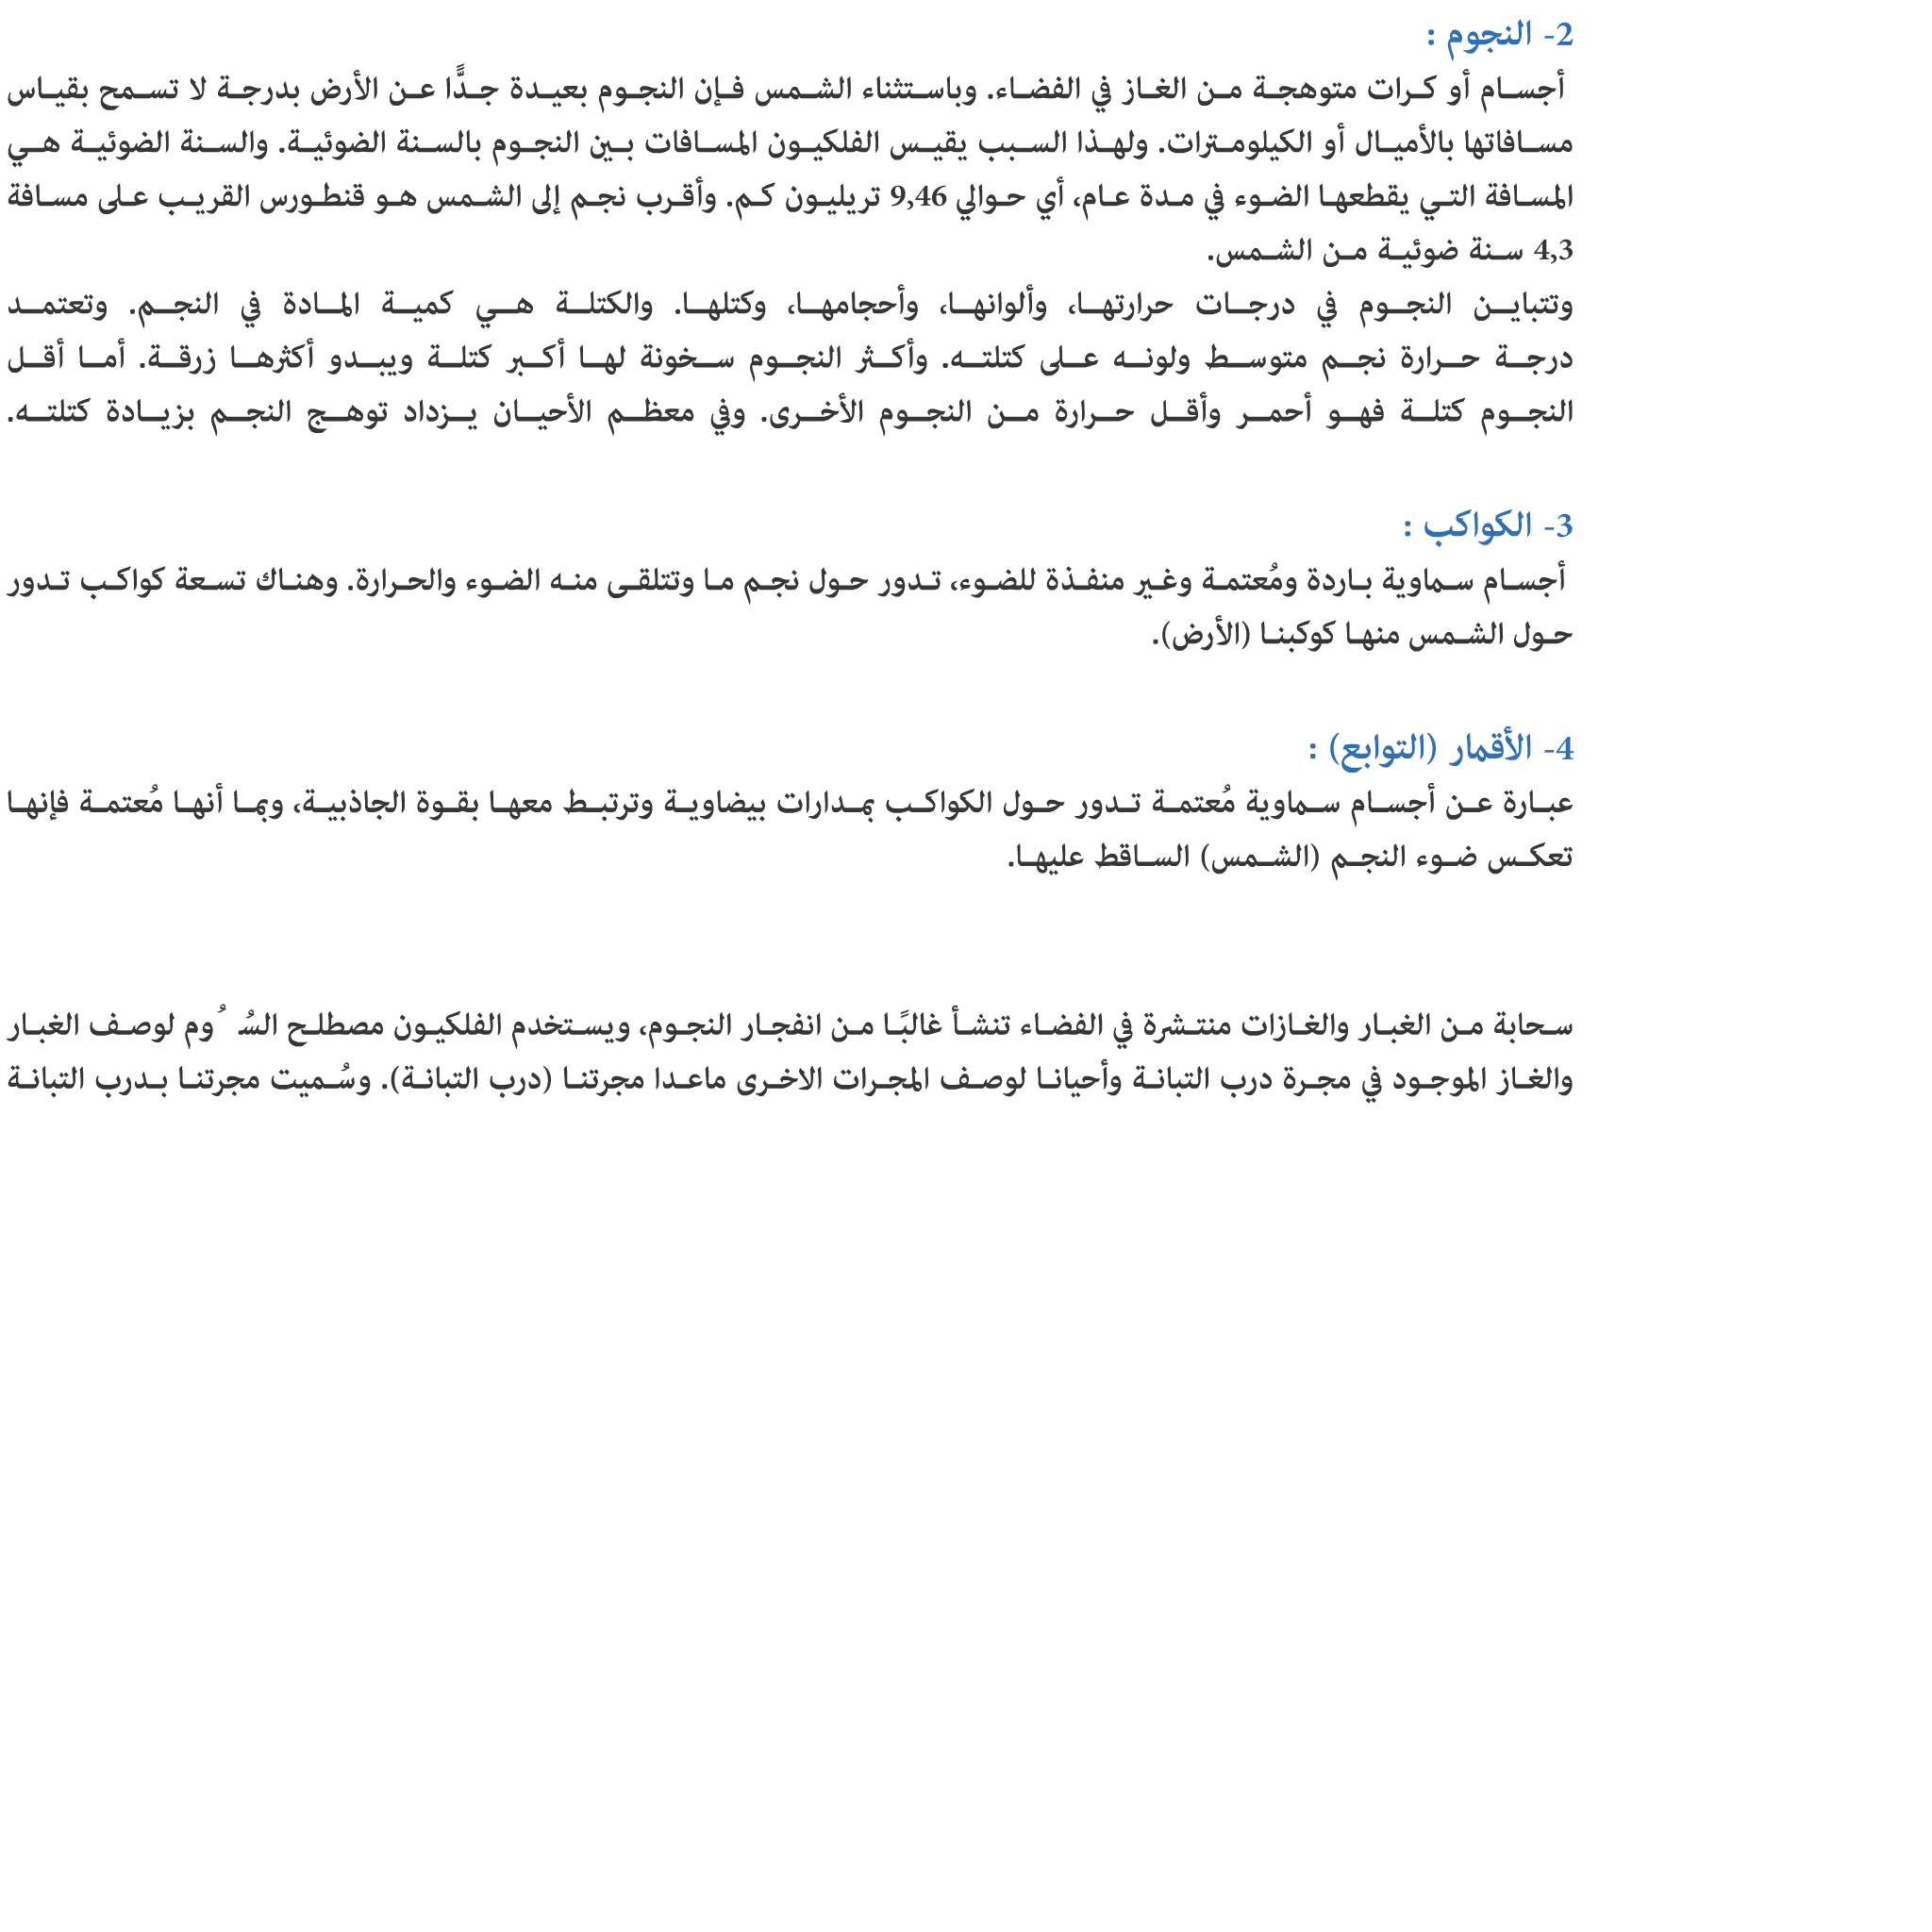 2- النجوم :
أجسام أو كرات متوهجة من الغاز في الفضاء. وباستثناء الشمس فإن النجوم بعيدة جدًّا عن الأرض بدرجة لا تسمح بقياس
مسافاتها بالأميال أو الكيلومترات. ولهذا السبب يقيس الفلكيون المسافات بين النجوم بالسنة الضوئية. والسنة الضوئية هي
المسافة التي يقطعها الضوء في مدة عام، أي حوالي 9,46 تريليون كم. وأقرب نجم إلى الشمس هو قنطورس القريب على مسافة
4,3 سنة ضوئية من الشمس.
وتتباين النجوم في درجات حرارتها، وألوانها، وأحجامها، وكتلها. والكتلة هي كمية المادة في النجم. وتعتمد
درجة حرارة نجم متوسط ولونه على كتلته. وأكثر النجوم سخونة لها أكبر كتلة ويبدو أكثرها زرقة. أما أقل
النجوم كتلة فهو أحمر وأقل حرارة من النجوم الأخرى. وفي معظم الأحيان يزداد توهج النجم بزيادة كتلته.
3- الكواكب :
أجسام سماوية باردة ومُعتمة وغير منفذة للضوء، تدور حول نجم ما وتتلقى منه الضوء والحرارة. وهناك تسعة كواكب تدور
حول الشمس منها كوكبنا (الأرض).
4- الأقمار (التوابع) :
عبارة عن أجسام سماوية مُعتمة تدور حول الكواكب بمدارات بيضاوية وترتبط معها بقوة الجاذبية، وبما أنها مُعتمة فإنها
تعكس ضوء النجم (الشمس) الساقط عليها.
سحابة من الغبار والغازات منتشرة في الفضاء تنشأ غالبًا من انفجار النجوم، ويستخدم الفلكيون مصطلح لوصف الغبار
والغاز الموجود في مجرة درب التبانة وأحيانا لوصف المجرات الاخرى ماعدا مجرتنا (درب التبانة). وسُميت مجرتنا بدرب التبانة